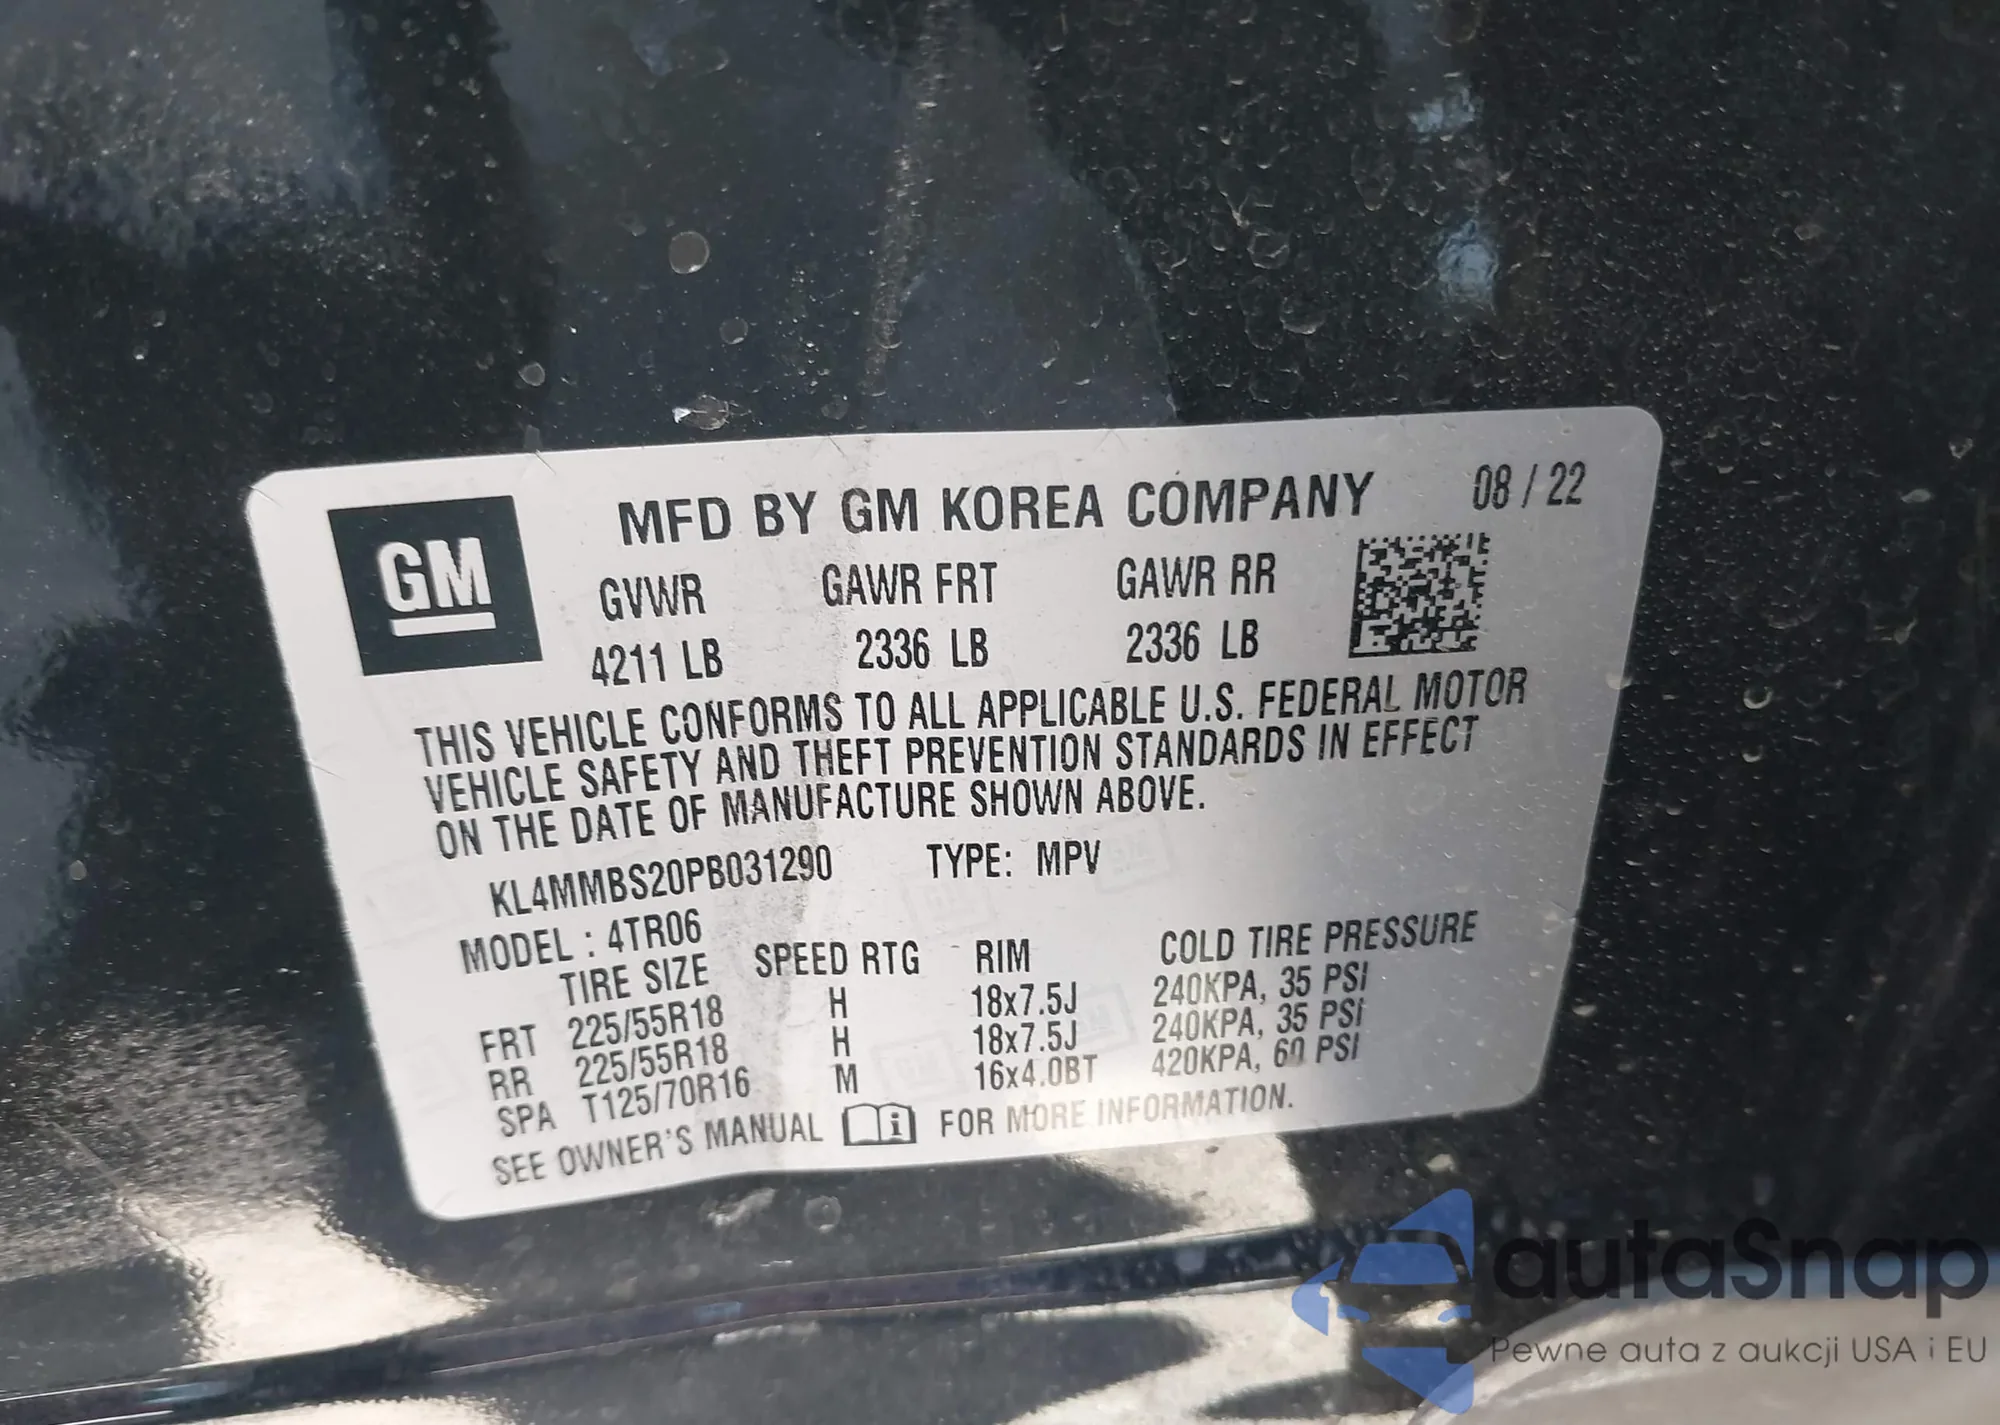 GM
MFD BY GM KOREA COMPANY 08 / 22
GVWR GAWR FRT GAWR RR
4211 LB 2336 LB 2336 LB
THIS VEHICLE CONFORMS TO ALL APPLICABLE U.S. FEDERAL MOTOR
VEHICLE SAFETY AND THEFT PREVENTION STANDARDS IN EFFECT
ON THE DATE OF MANUFACTURE SHOWN ABOVE.
KL4MMBS20PB031290 TYPE: MPV
MODEL : 4TR06
TIRE SIZE SPEED RTG RIM COLD TIRE PRESSURE
FRT 225/55R18 H 18x7.5J 240KPA, 35 PSI
RR 225/55R18 H 18x7.5J 240KPA, 35 PSI
SPA T125/70R16 M 16x4.0BT 420KPA, 60 PSI
SEE OWNER'S MANUAL i FOR MORE INFORMATION.
autaSnap
Pewne auta z aukcji USA i EU